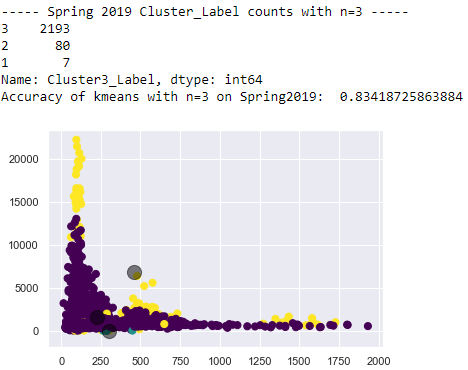 ----- Spring 2019 Cluster_Label counts with n=3 -----
3    2193
2      80
1       7
Name: Cluster3_Label, dtype: int64
Accuracy of kmeans with n=3 on Spring2019:  0.83418725863884
20000
15000
10000
5000
0
0 250 500 750 1000 1250 1500 1750 2000